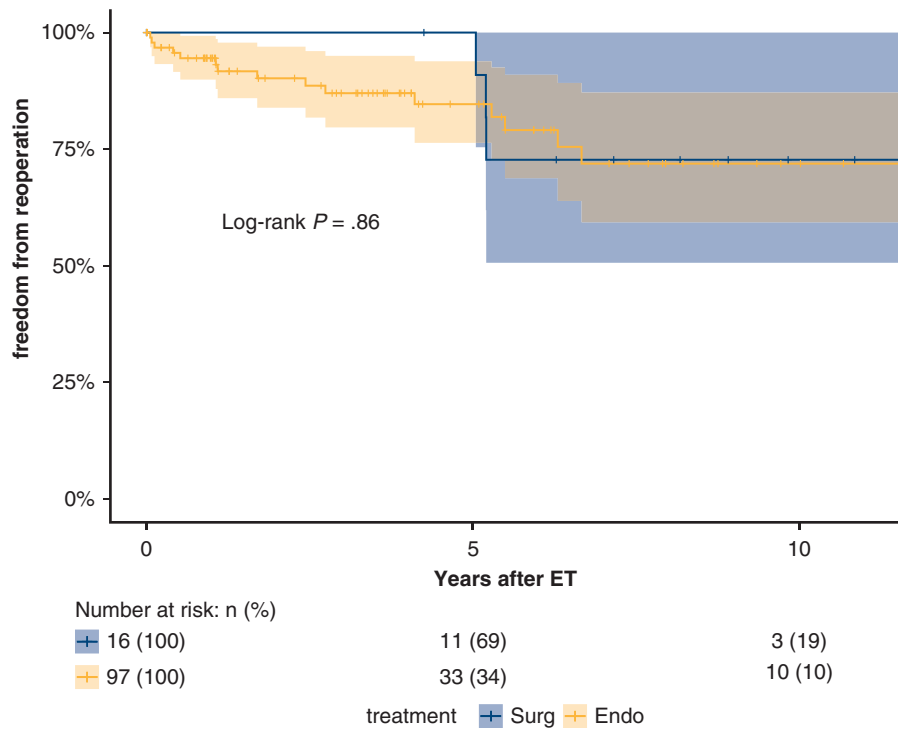 100%
75%
50%
25%
0%
freedom from reoperation
Log-rank P = .86
0 5 10
Years after ET
Number at risk: n (%)
16 (100) 11 (69) 3 (19)
97 (100) 33 (34) 10 (10)
treatment Surg Endo